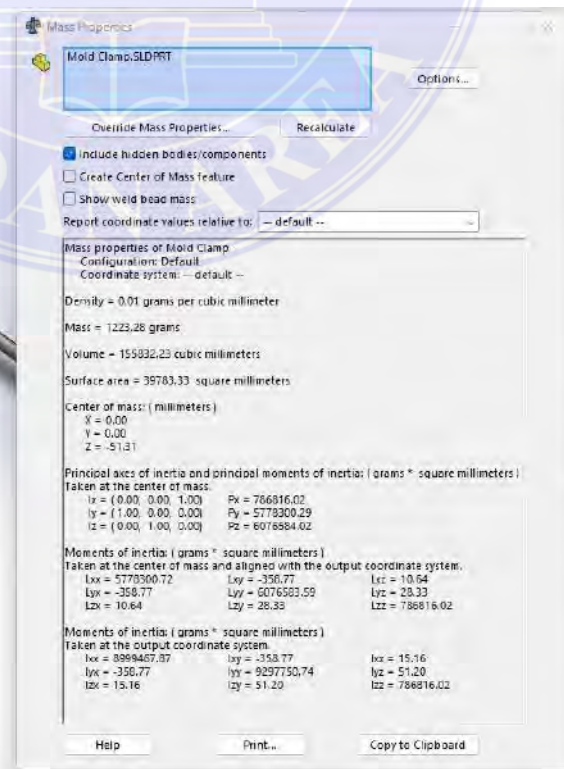 Mass Properties
Mold Clamp.SLDPRT
Options...
Override Mass Properties...
Recalculate
Include hidden bodies/components
Create Center of Mass feature
Show weld bead mass
Report coordinate values relative to: -- default --
Mass properties of Mold Clamp
Configuration: Default
Coordinate system: -- default --
Density = 0.01 grams per cubic millimeter
Mass = 1223.28 grams
Volume = 155832.23 cubic millimeters
Surface area = 39783.33 square millimeters
Center of mass: ( millimeters )
X = 0.00
Y = 0.00
Z = -51.31
Principal axes of inertia and principal moments of inertia: ( grams * square millimeters )
Taken at the center of mass.
Ix = ( 0.00, 0.00, 1.00) Px = 786816.02
Iy = ( 1.00, 0.00, 0.00) Py = 5778300.29
Iz = ( 0.00, 1.00, 0.00) Pz = 6076584.02
Moments of inertia: ( grams * square millimeters )
Taken at the center of mass and aligned with the output coordinate system.
Lxx = 5778300.72 Lxy = -358.77 Lxz = 10.64
Lyx = -358.77 Lyy = 6076583.59 Lyz = 28.33
Lzx = 10.64 Lzy = 28.33 Lzz = 786816.02
Moments of inertia: ( grams * square millimeters )
Taken at the output coordinate system.
Ixx = 8999467.87 Ixy = -358.77 Ixz = 15.16
Iyx = -358.77 Iyy = 9297750.74 Iyz = 51.20
Izx = 15.16 Izy = 51.20 Izz = 786816.02
Help
Print...
Copy to Clipboard